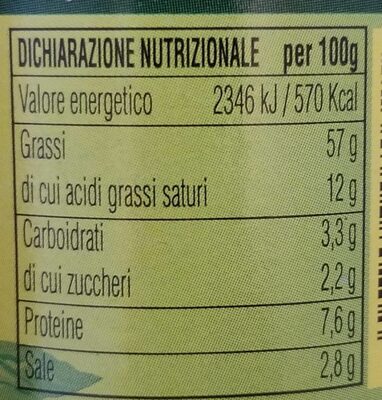 DICHIARAZIONE NUTRIZIONALE per 100g
Valore energetico 2346 kJ / 570 Kcal
Grassi 57 g
di cui acidi grassi saturi 12 g
Carboidrati 3,3 g
di cui zuccheri 2,2 g
Proteine 7,6 g
Sale 2,8 g